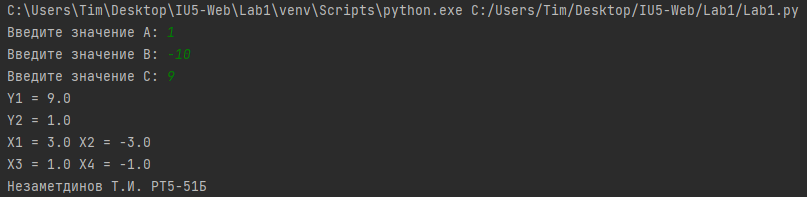 C:\Users\Tim\Desktop\IU5-Web\Lab1\venv\Scripts\python.exe C:/Users/Tim/Desktop/IU5-Web/Lab1/Lab1.py
Введите значение A: 1
Введите значение B: -10
Введите значение C: 9
Y1 = 9.0
Y2 = 1.0
X1 = 3.0 X2 = -3.0
X3 = 1.0 X4 = -1.0
Незаметдинов Т.И. РТ5-51Б